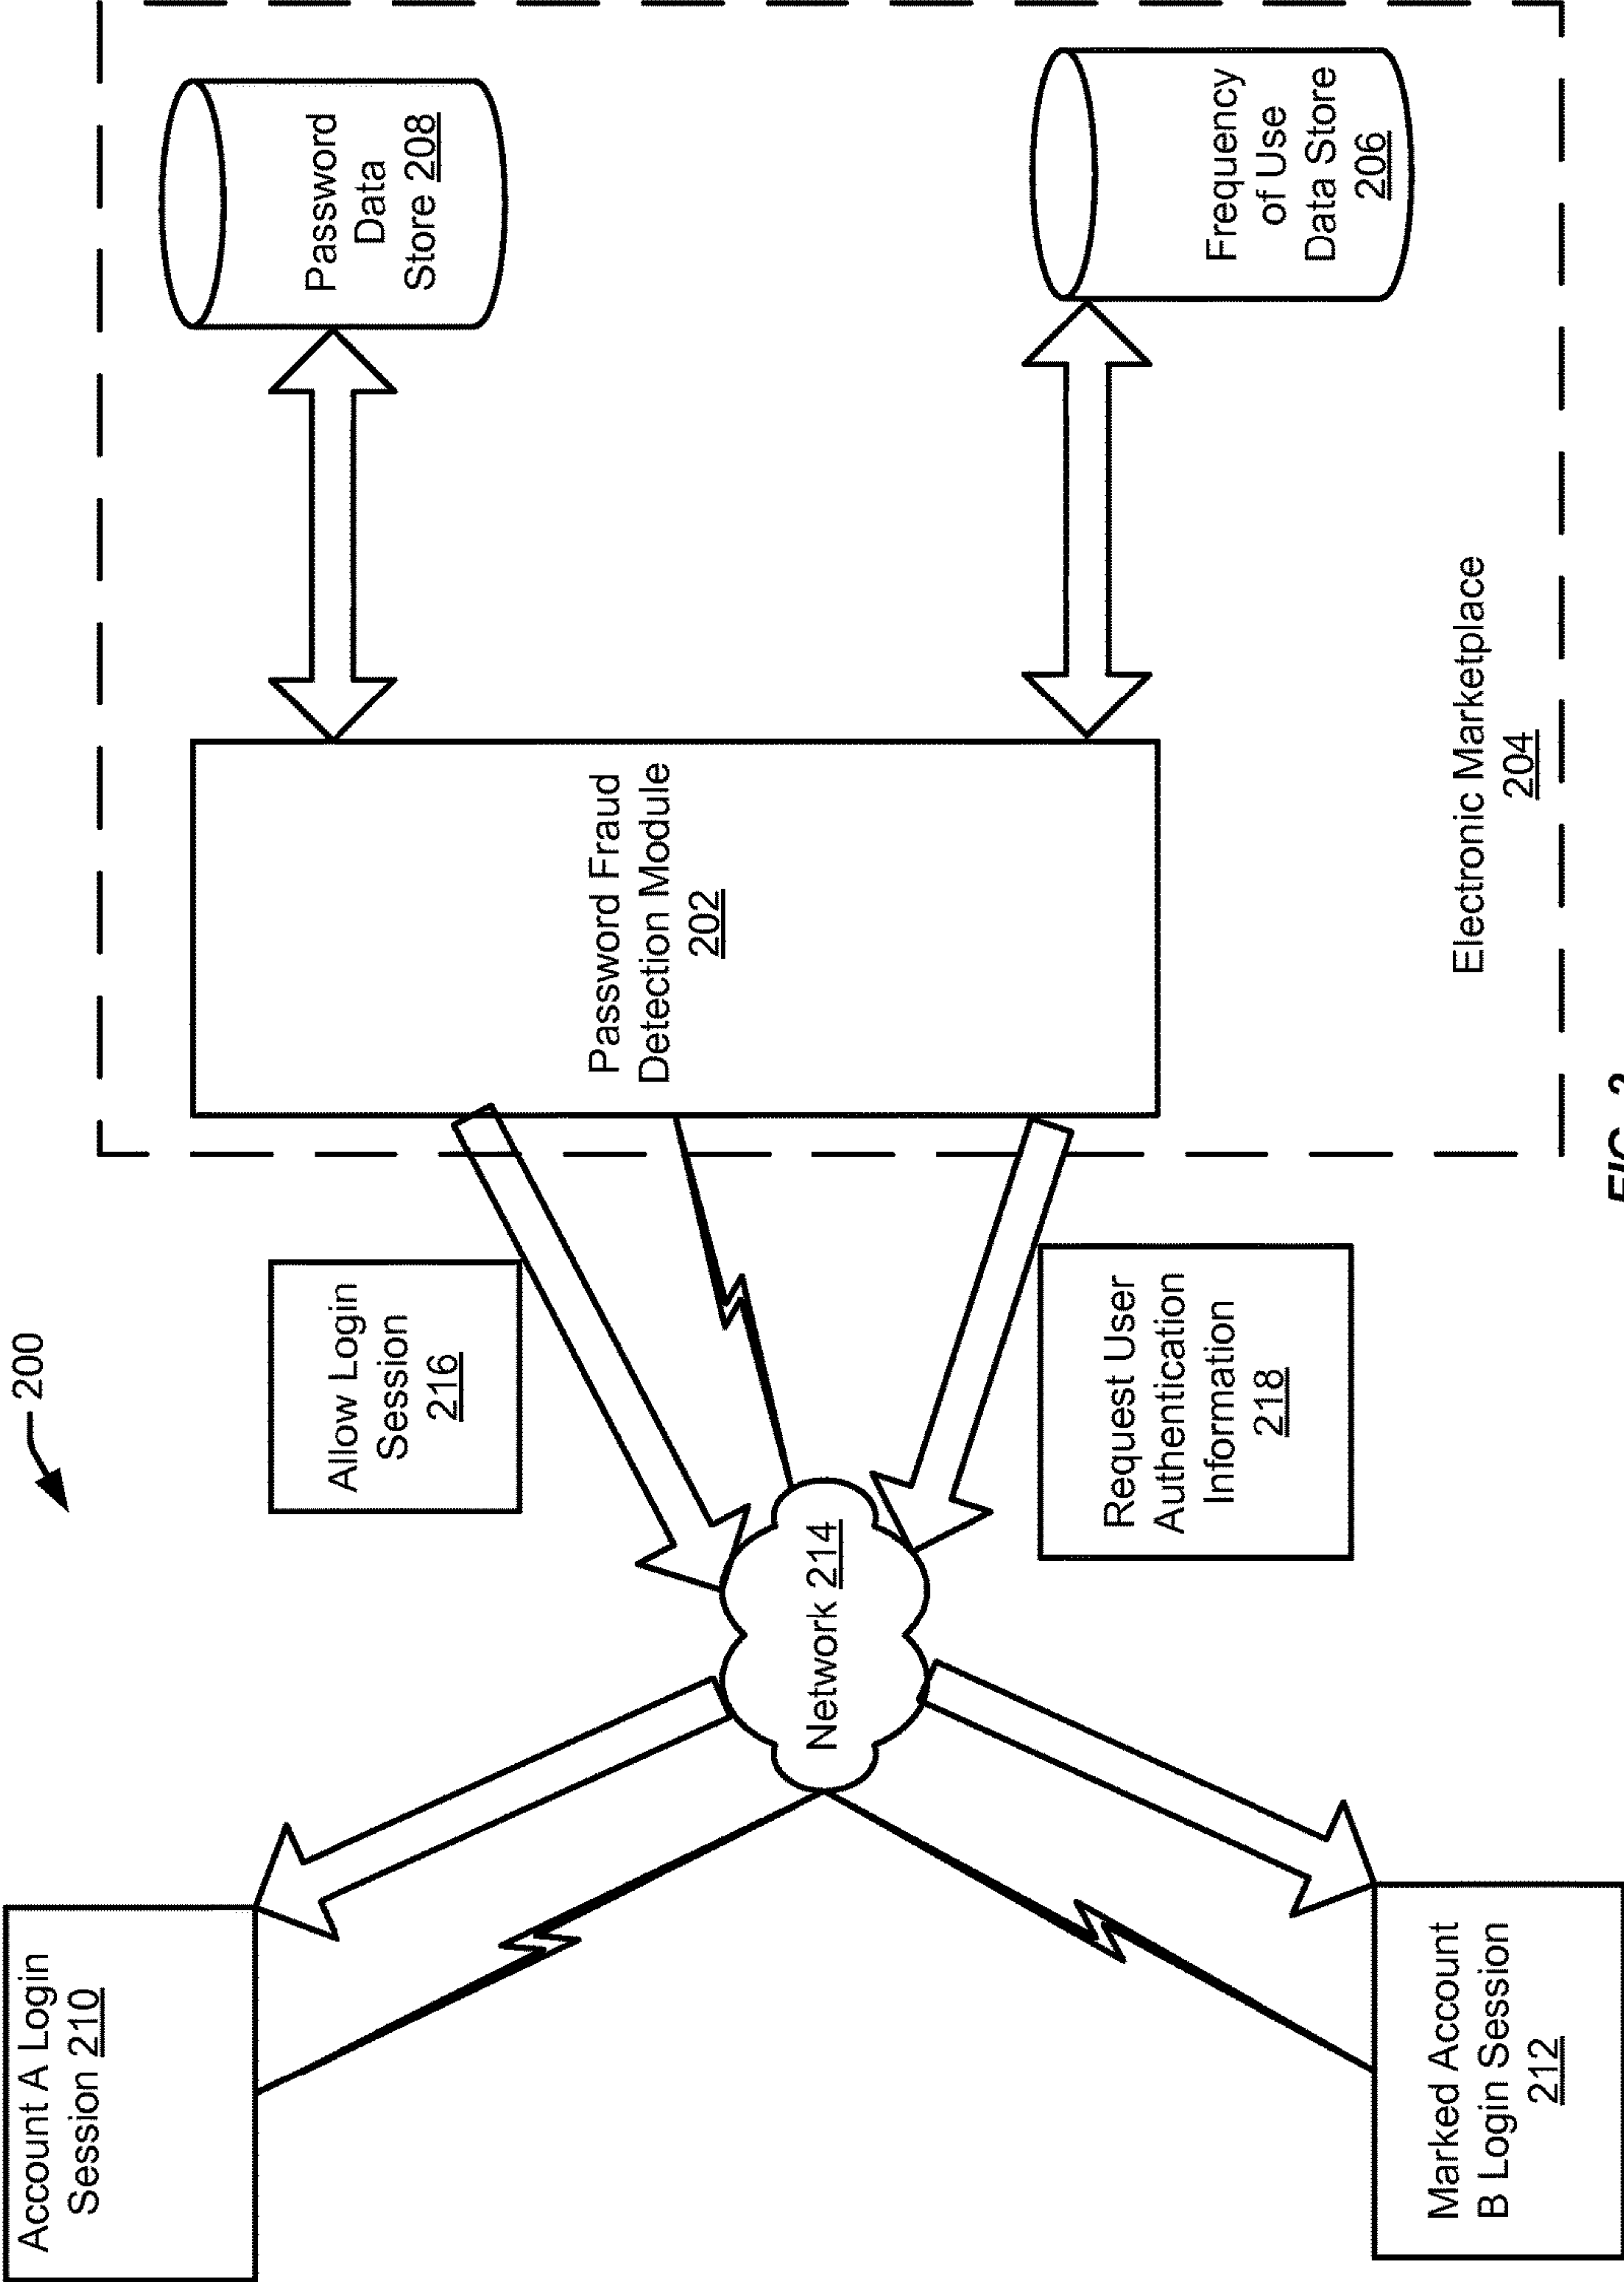 200
Account A Login
Session 210
Allow Login
Session
216
Password Data
Store 208
Password Fraud
Detection Module
202
Network 214
Marked Account
B Login Session
212
Request User
Authentication
Information
218
Frequency
of Use
Data Store
206
Electronic Marketplace
204